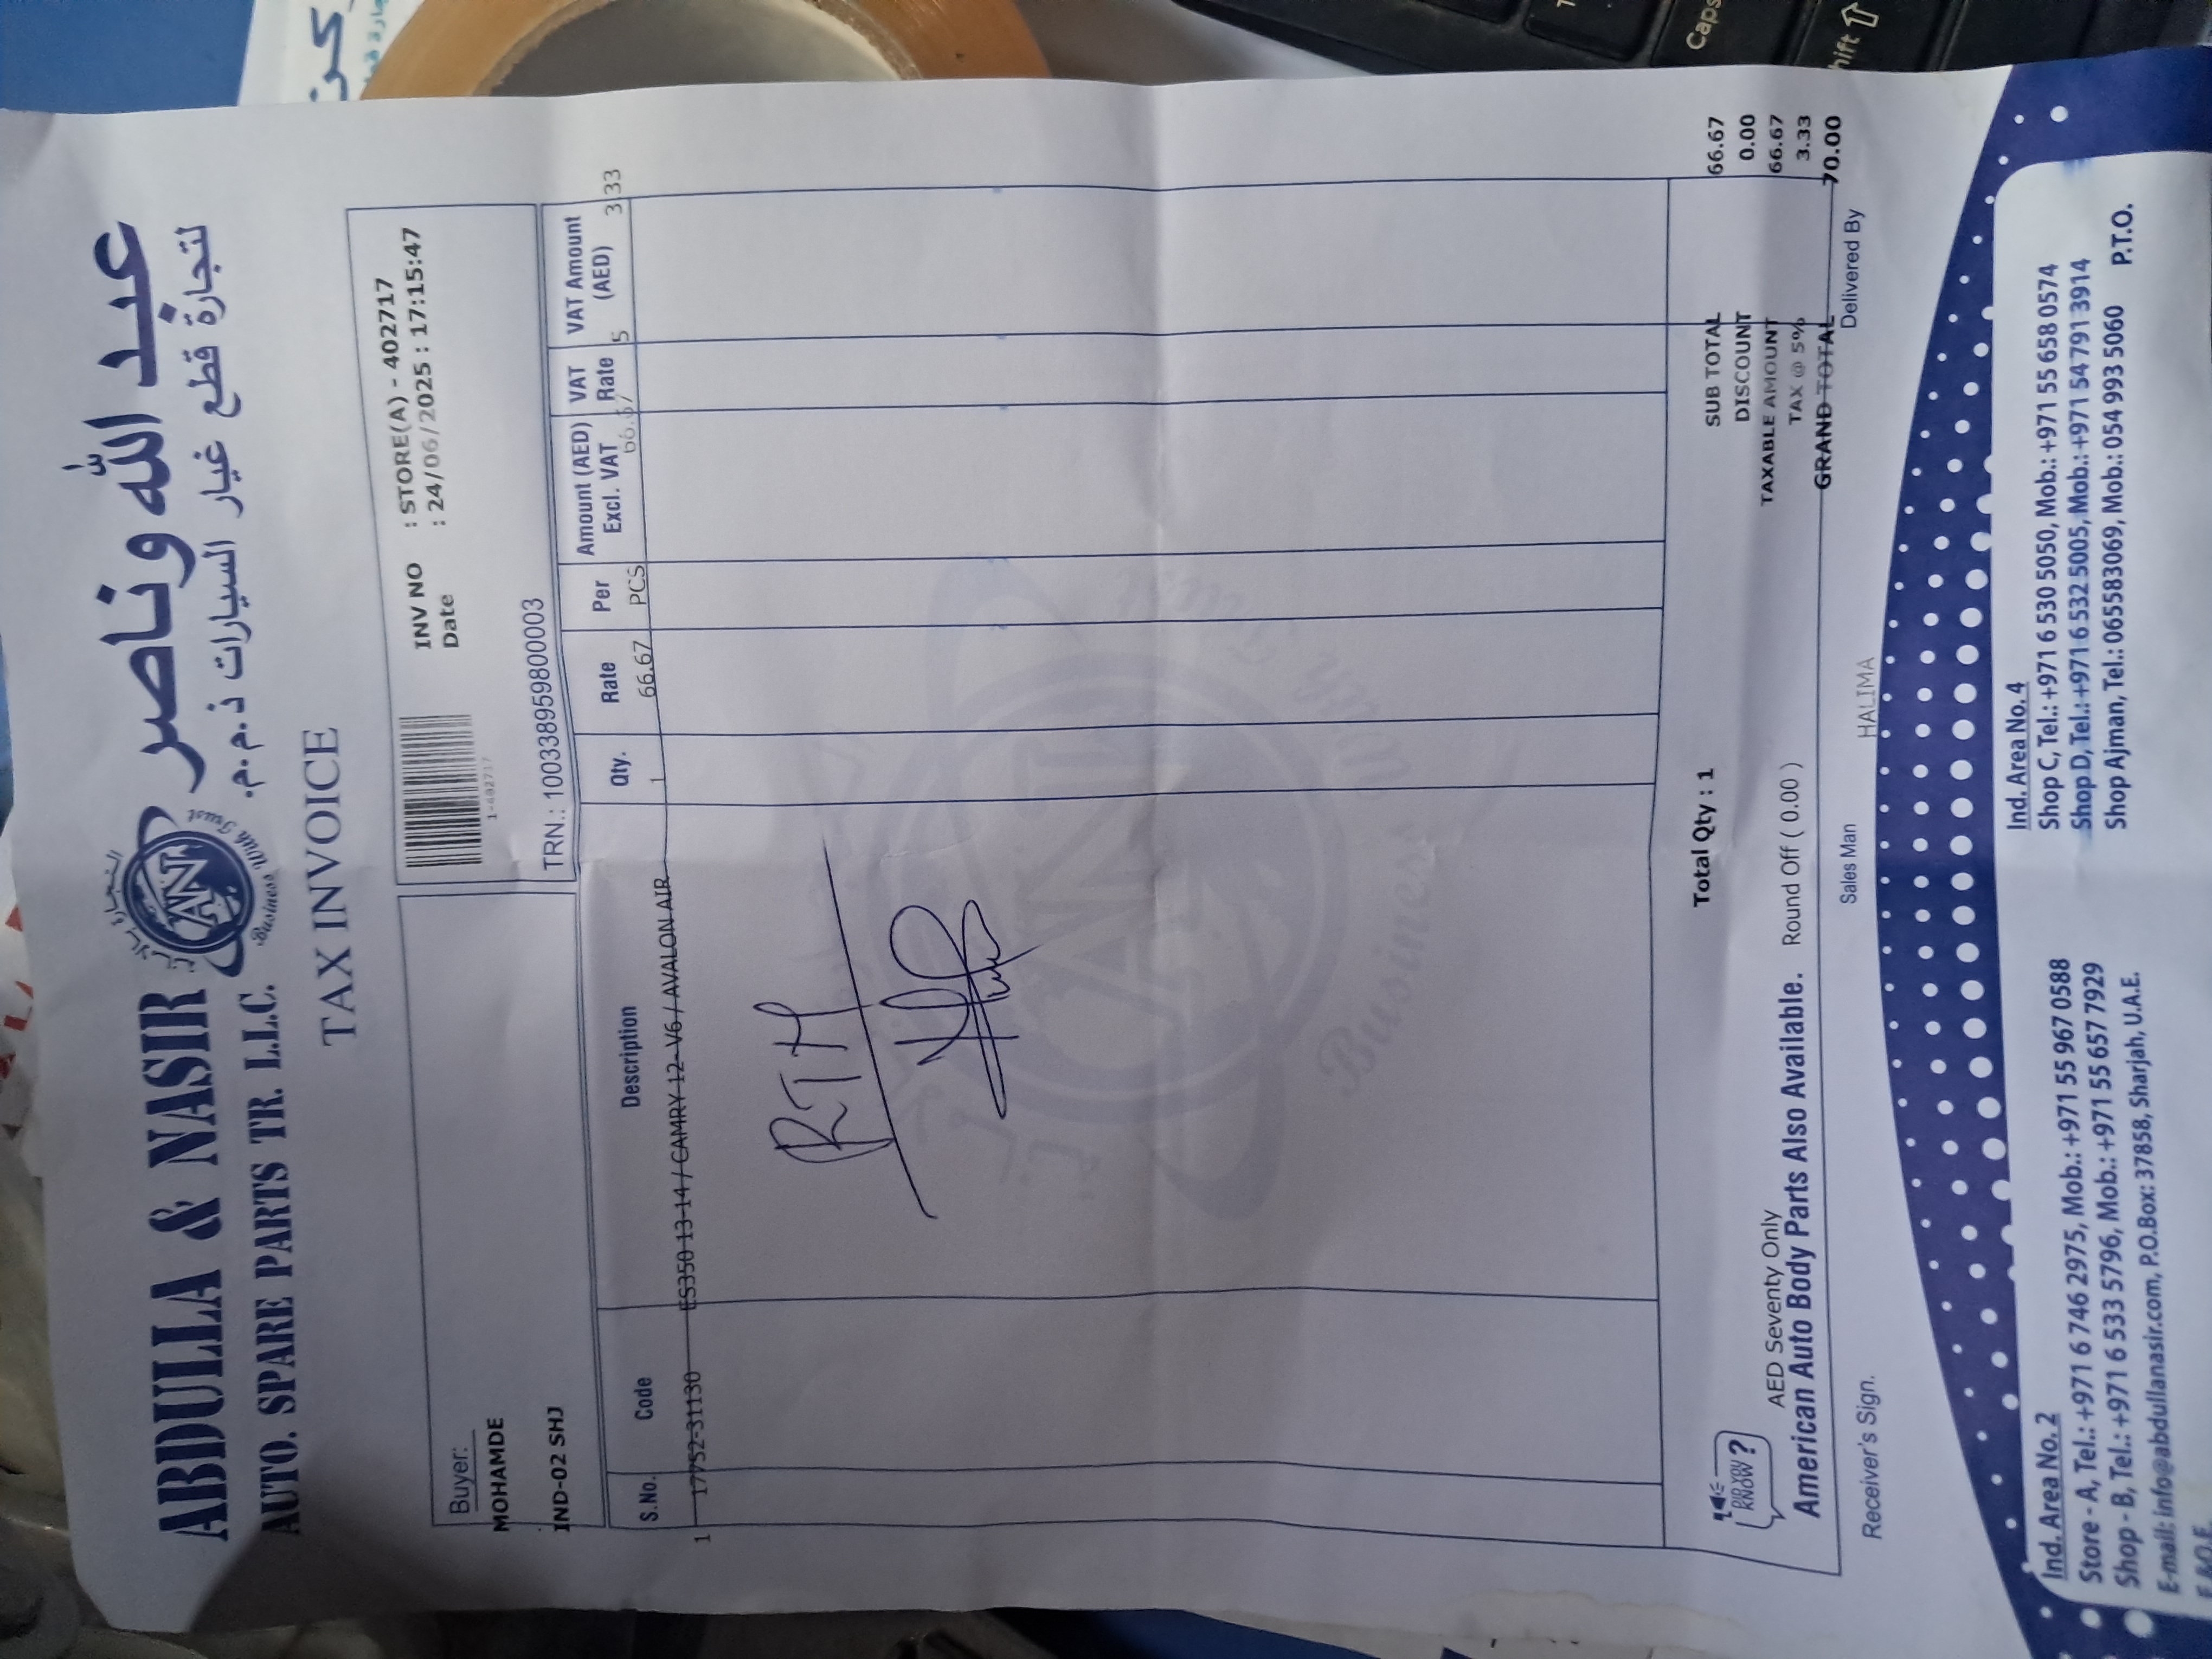 ABDULLA & NASIR
AUTO. SPARE PARTS TR. L.L.C.
عبد الله وناصر
لتجارة قطع غيار السيارات ذ.م.م.
AN
Business With Trust
TAX INVOICE
Buyer:
MOHAMDE
IND-02 SHJ
1-402717
INV NO : STORE(A) - 402717
Date : 24/06/2025 : 17:15:47
TRN.: 100338959800003
S.No. Code Description Qty. Rate Per Amount (AED) Excl. VAT VAT Rate VAT Amount (AED)
1 17752-31130 ES350 13-14 / CAMRY 12- V6 / AVALON AIR 1 66.67 PCS 66.67 5 3.33
RTH
Total Qty : 1
SUB TOTAL 66.67
DISCOUNT 0.00
TAXABLE AMOUNT 66.67
TAX @ 5% 3.33
GRAND TOTAL 70.00
DID YOU KNOW ?
AED Seventy Only
American Auto Body Parts Also Available. Round Off ( 0.00 )
Receiver's Sign. Sales Man HALIMA Delivered By
Ind. Area No. 2
Store - A, Tel.: +971 6 746 2975, Mob.: +971 55 967 0588
Shop - B, Tel.: +971 6 533 5796, Mob.: +971 55 657 7929
E-mail: info@abdullanasir.com, P.O.Box: 37858, Sharjah, U.A.E.
E.&O.E.
Ind. Area No. 4
Shop C, Tel.: +971 6 530 5050, Mob.: +971 55 658 0574
Shop D, Tel.: +971 6 532 5005, Mob.: +971 54 791 3914
Shop Ajman, Tel.: 065583069, Mob.: 054 993 5060 P.T.O.
Caps
hift